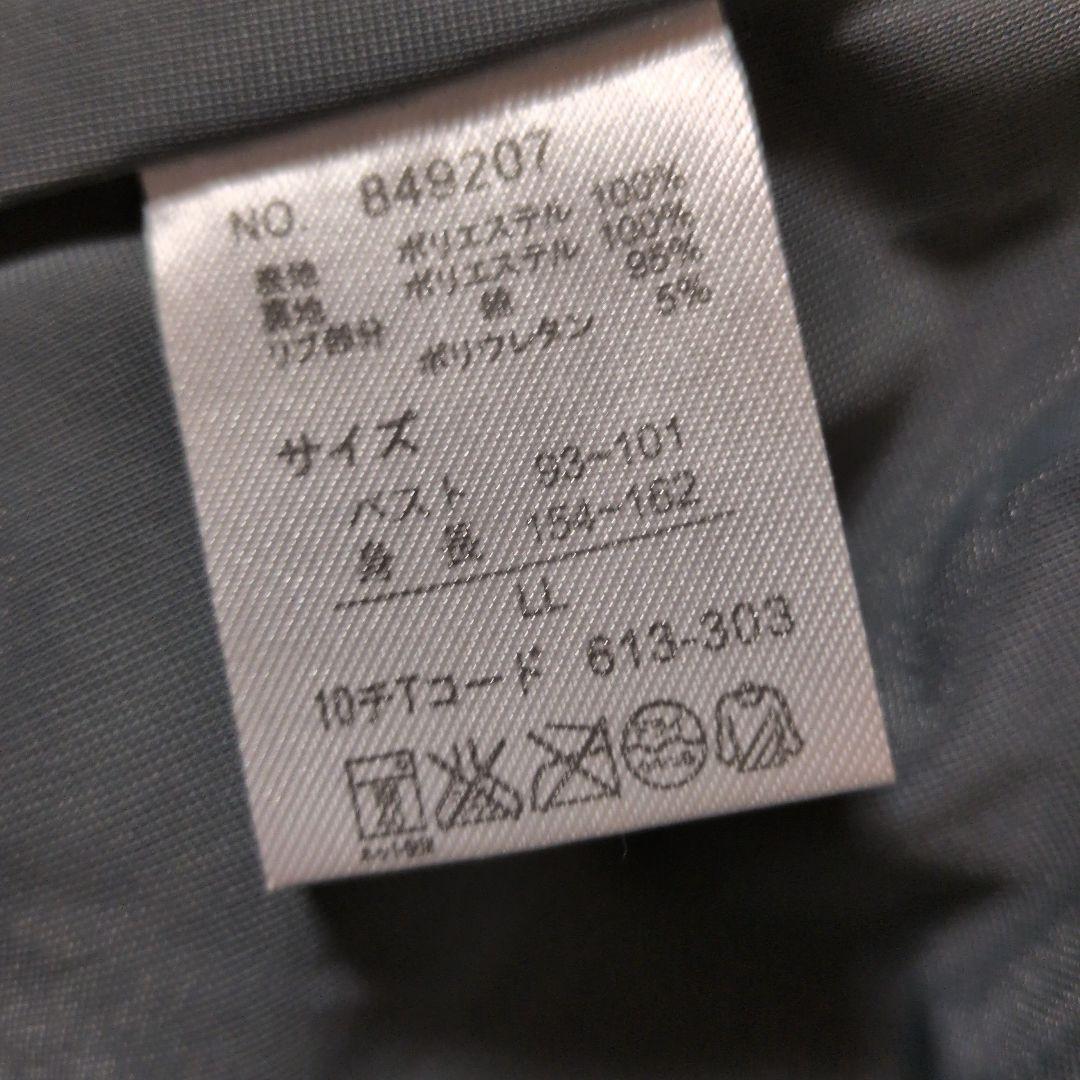 NO. 849207
表地 ポリエステル 100%
裏地 ポリエステル 100%
リブ部分 綿 95%
ポリウレタン 5%
サイズ
バスト 93~101
身 長 154~162
LL
10チTコード 613-303